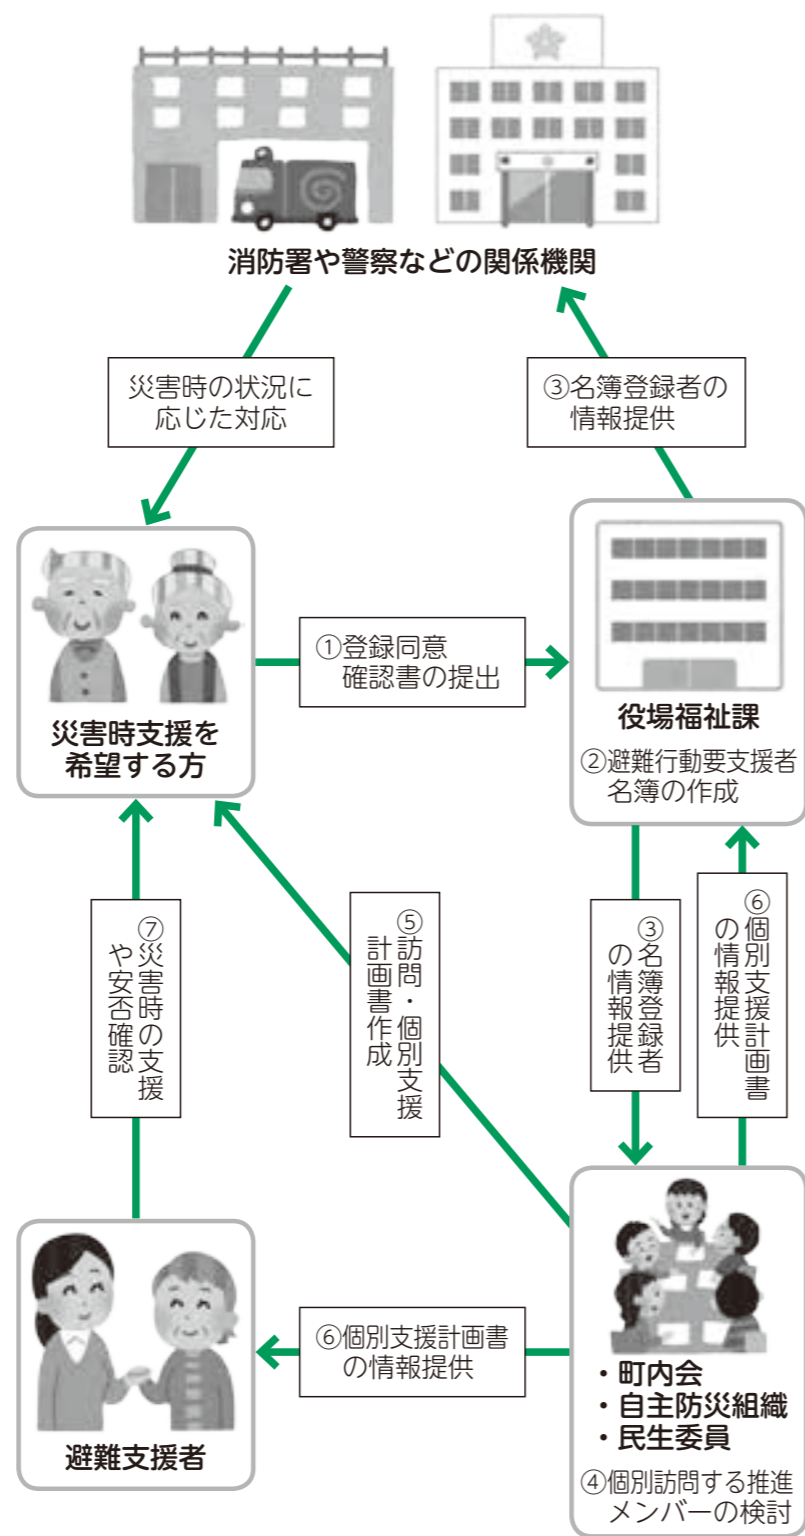 消防署や警察などの関係機関
災害時の状況に
応じた対応
③名簿登録者の
情報提供
①登録同意
確認書の提出
災害時支援を
希望する方
役場福祉課
②避難行動要支援者
名簿の作成
⑦災害時の支援
や安否確認
⑤訪問・個別支援
計画書作成
③名簿登録者
の情報提供
⑥個別支援計画書
の情報提供
⑥個別支援計画書
の情報提供
避難支援者
・町内会
・自主防災組織
・民生委員
④個別訪問する推進
メンバーの検討